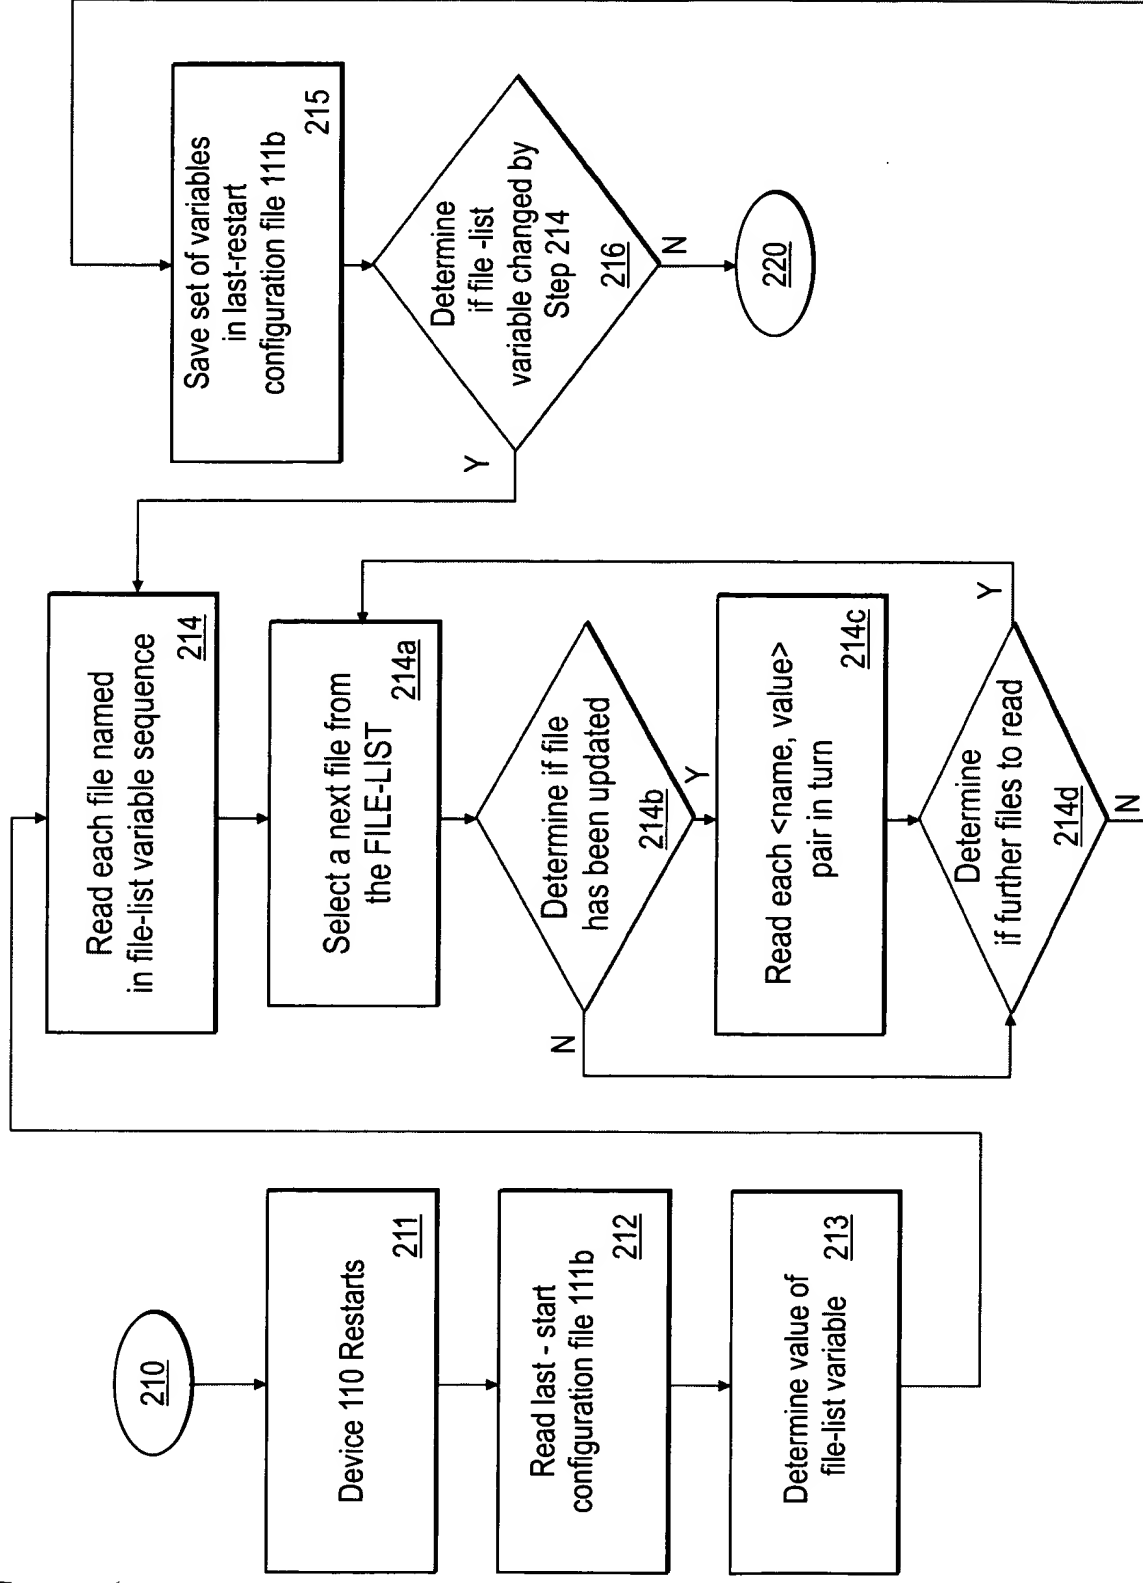 210
Device 110 Restarts
211
Read last - start
configuration file 111b
212
Determine value of
file-list variable
213
Read each file named
in file-list variable sequence
214
Select a next file from
the FILE-LIST
214a
Determine if file
has been updated
214b
N
Y
Read each <name, value>
pair in turn
214c
Determine
if further files to read
214d
Y
N
Save set of variables
in last-restart
configuration file 111b
215
Determine
if file -list
variable changed by
Step 214
216
Y
N
220